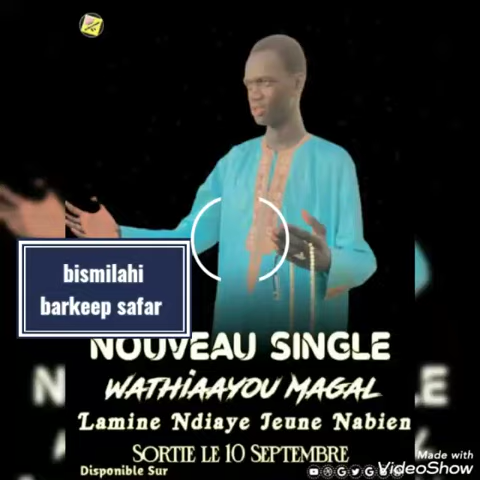 bismilahi
barkeep safar
NOUVEAU SINGLE
WATHIAAYOU MAGAL
Lamine Ndiaye Jeune Nabien
SORTIE LE 10 SEPTEMBRE
Disponible Sur
Made with
VideoShow